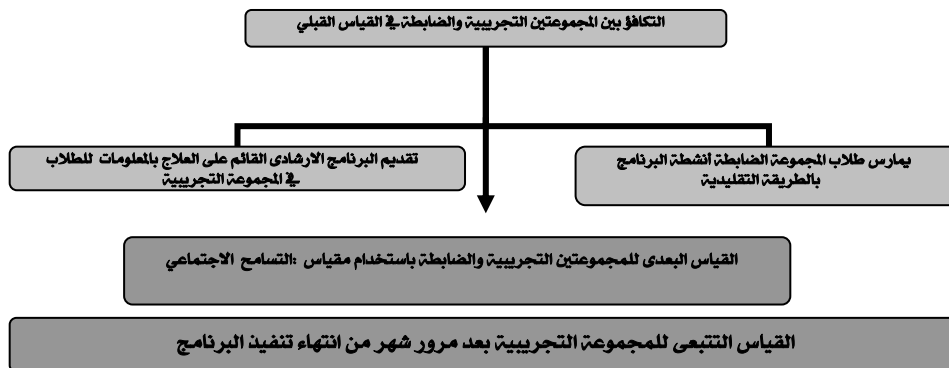 التكافؤ بين المجموعتين التجريبية والضابطة في القياس القبلي
يمارس طلاب المجموعة الضابطة أنشطة البرنامج
بالطريقة التقليدية
تقديم البرنامج الارشادى القائم على العلاج بالمعلومات للطلاب
في المجموعة التجريبية
القياس البعدى للمجموعتين التجريبية والضابطة باستخدام مقياس :التسامح الاجتماعي
القياس التتبعى للمجموعة التجريبية بعد مرور شهر من انتهاء تنفيذ البرنامج